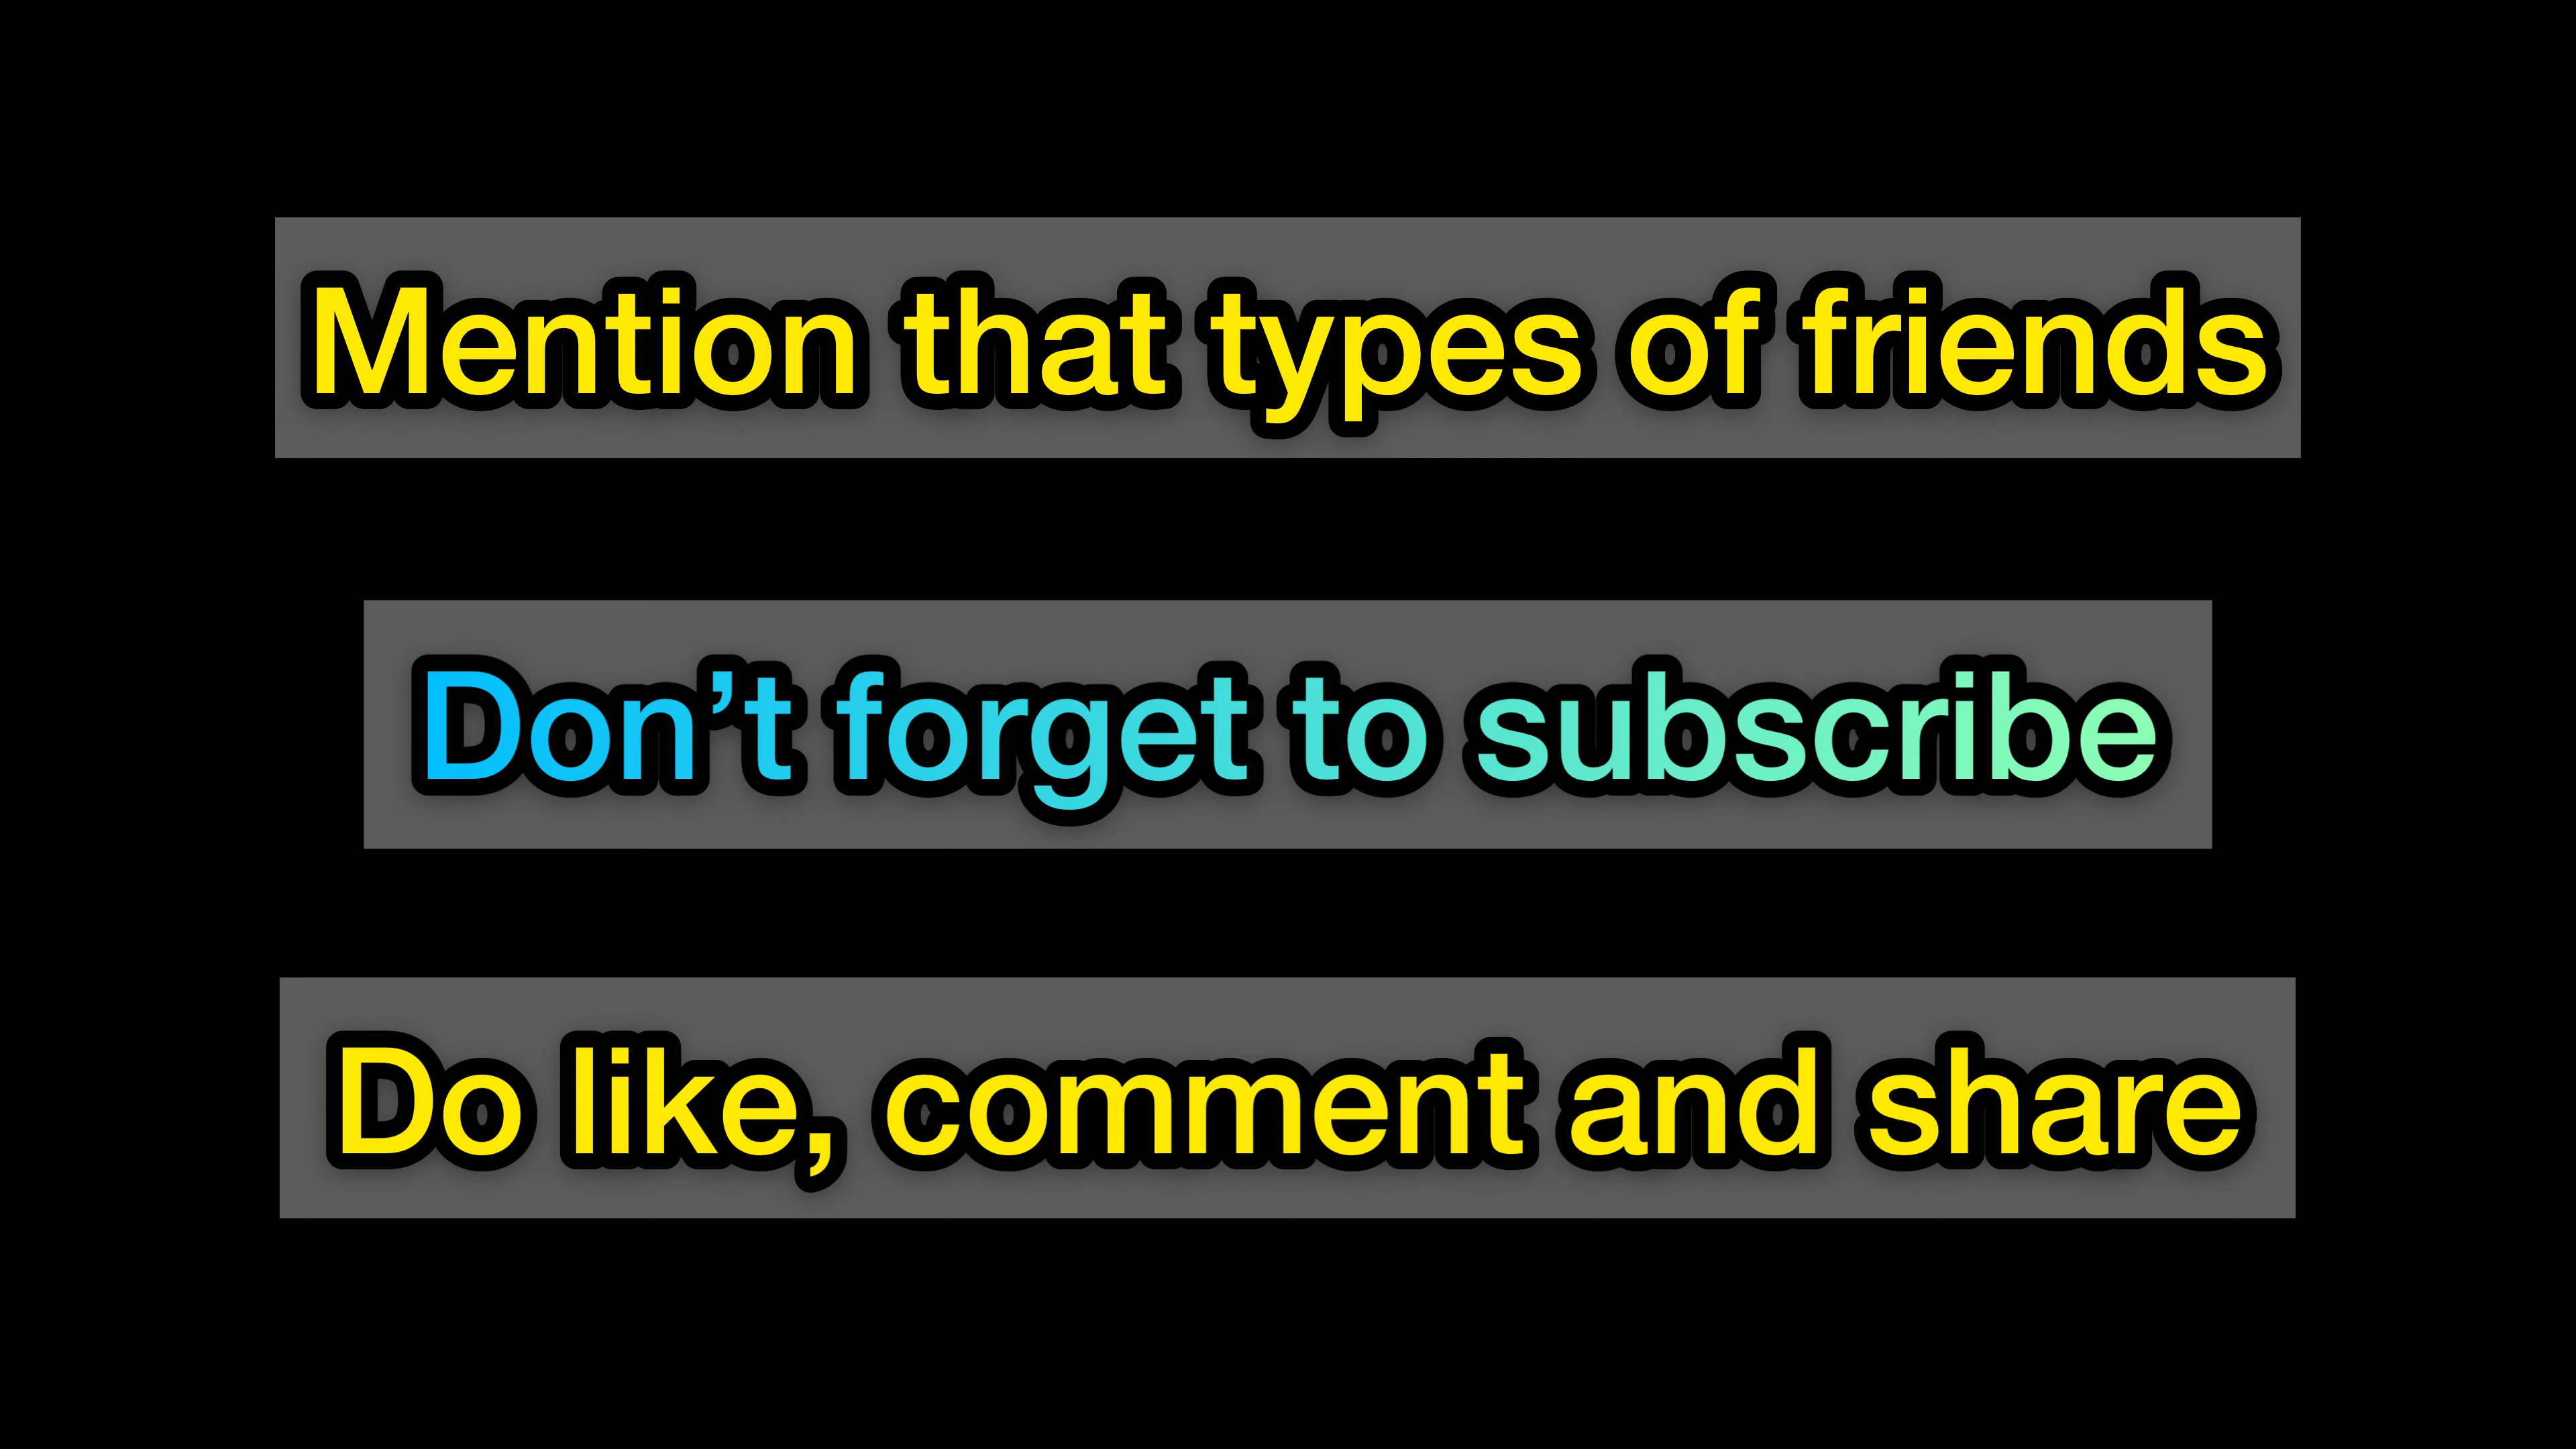 Mention that types of friends
Don’t forget to subscribe
Do like, comment and share